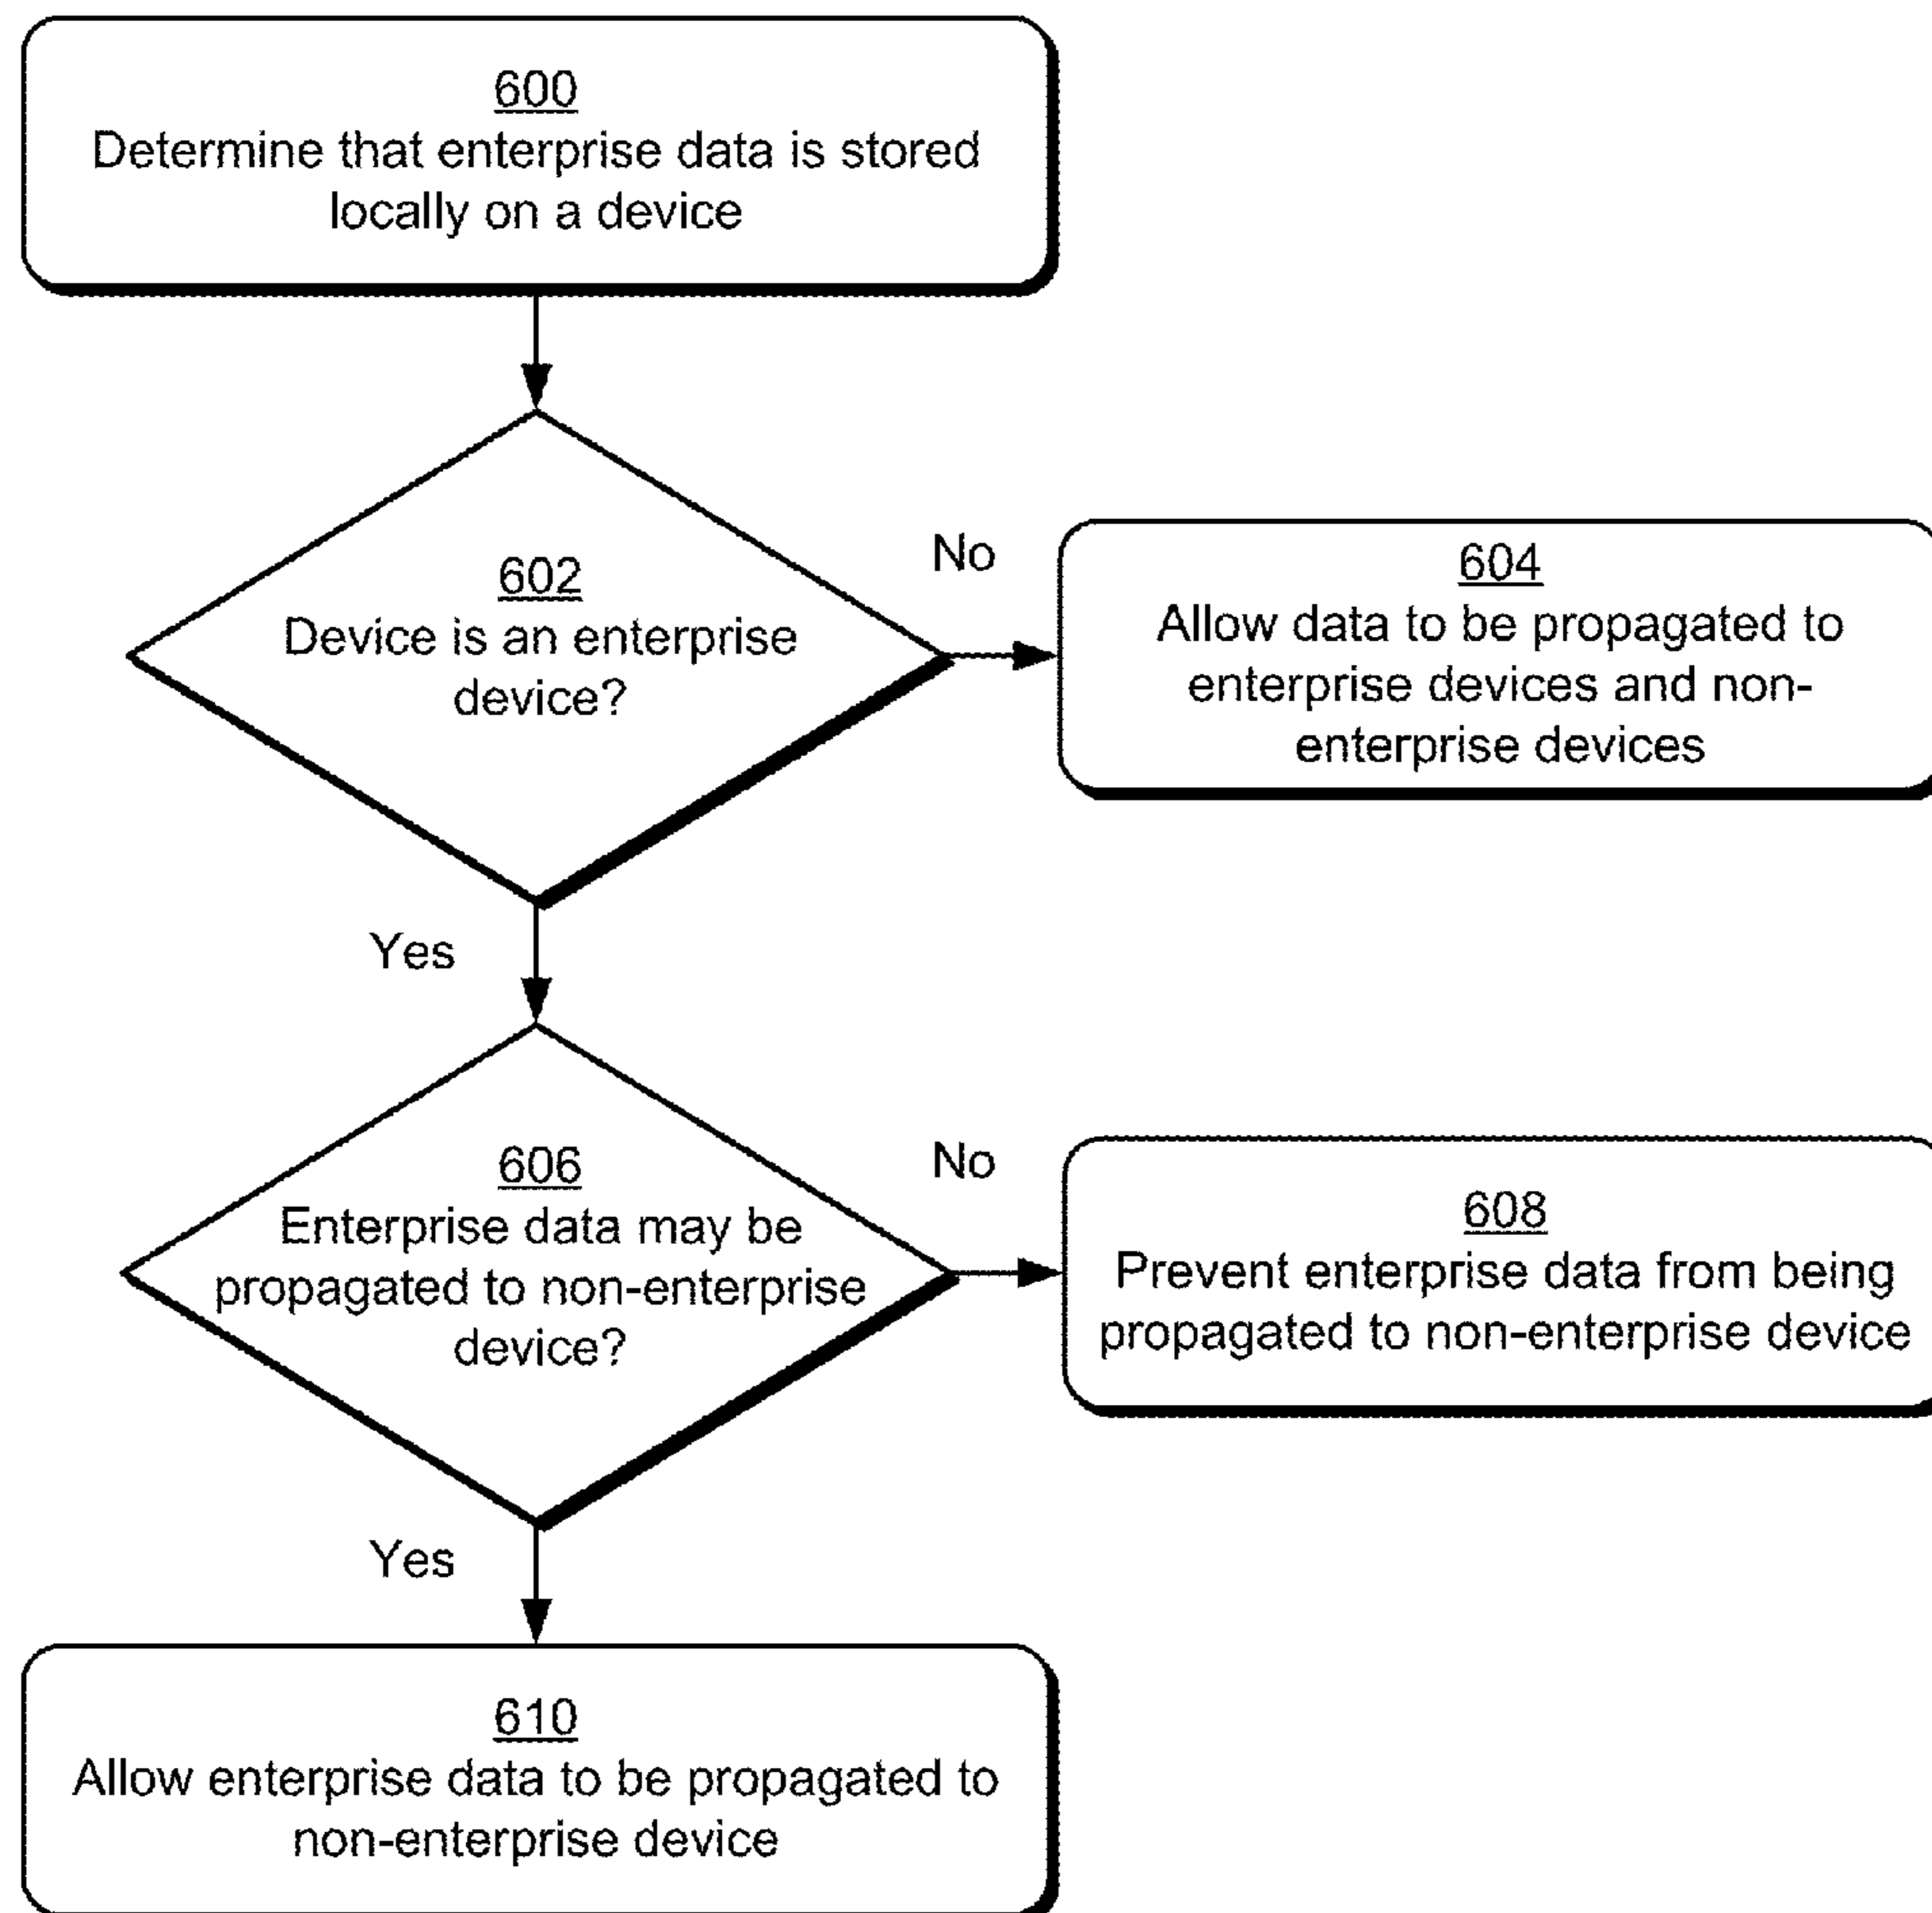 600
Determine that enterprise data is stored
locally on a device
602
Device is an enterprise
device?
No
604
Allow data to be propagated to
enterprise devices and non-
enterprise devices
Yes
606
Enterprise data may be
propagated to non-enterprise
device?
No
608
Prevent enterprise data from being
propagated to non-enterprise device
Yes
610
Allow enterprise data to be propagated to
non-enterprise device